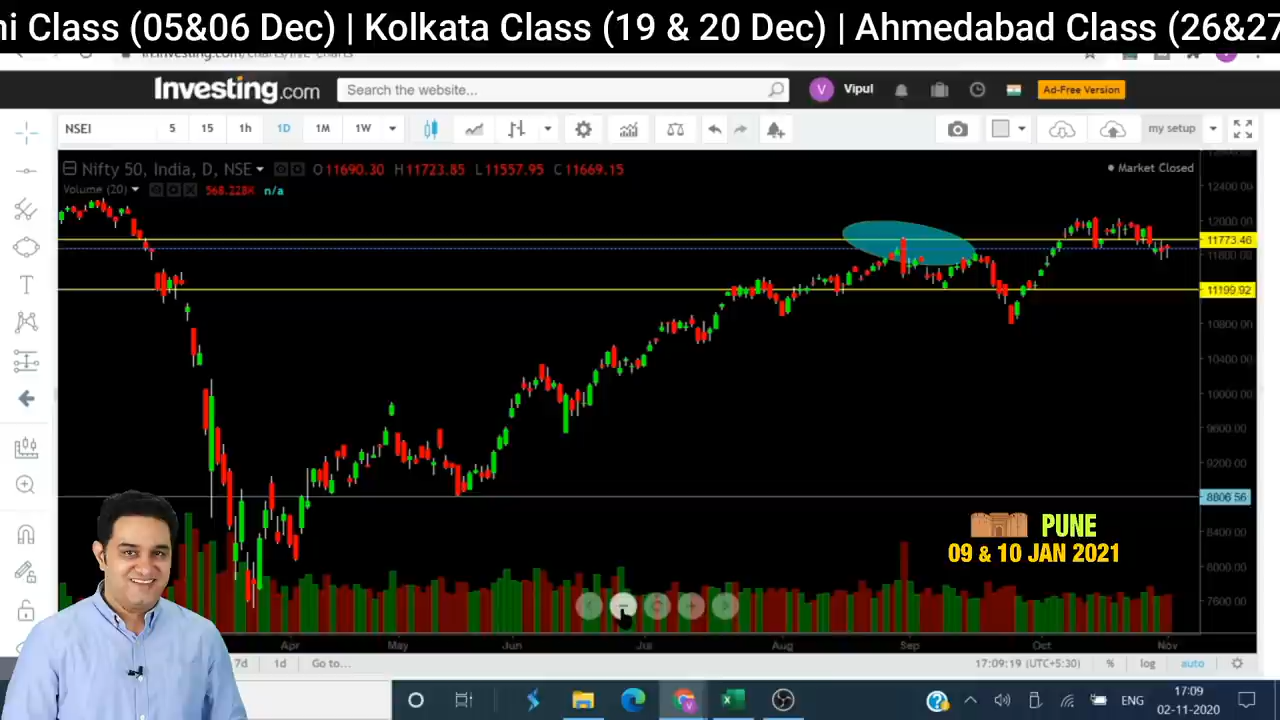 ni Class (05&06 Dec) | Kolkata Class (19 & 20 Dec) | Ahmedabad Class (26&27
Investing.com Search the website... V Vipul Ad-Free Version
NSEI 5 15 1h 1D 1M 1W my setup
Nifty 50, India, D, NSE O 11690.30 H 11723.85 L 11557.95 C 11669.15 Market Closed
Volume (20) 568.228K n/a
12400.00
12000.00
11773.46
11600.00
11199.92
10800.00
10400.00
10000.00
9600.00
9200.00
8806.56
8400.00
8000.00
7600.00
PUNE
09 & 10 JAN 2021
Apr May Jun Jul Aug Sep Oct Nov
7d 1d Go to... 17:09:19 (UTC+5:30) % log auto
ENG 17:09
02-11-2020